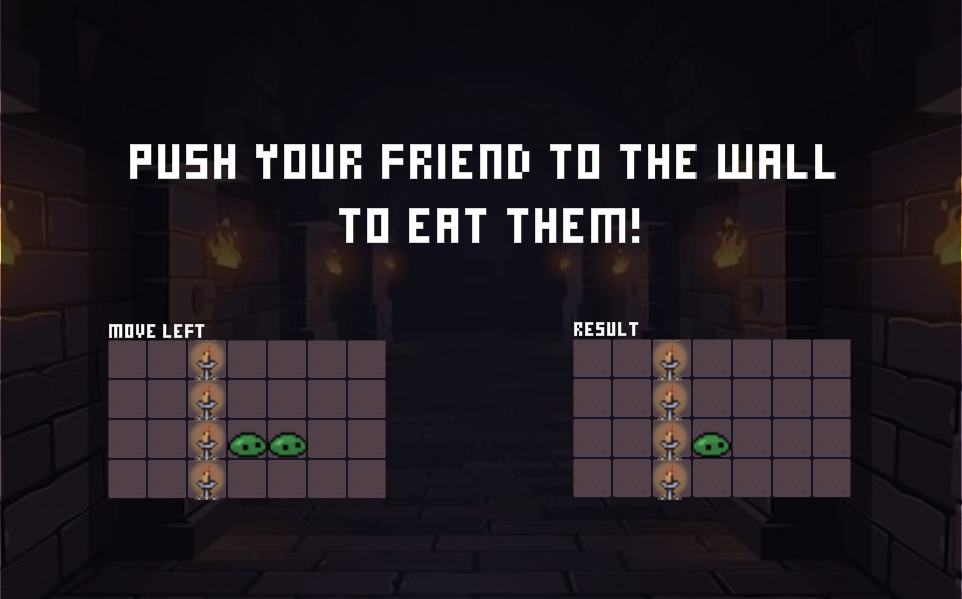 PUSH YOUR FRIEND TO THE WALL
TO EAT THEM!
MOVE LEFT
RESULT